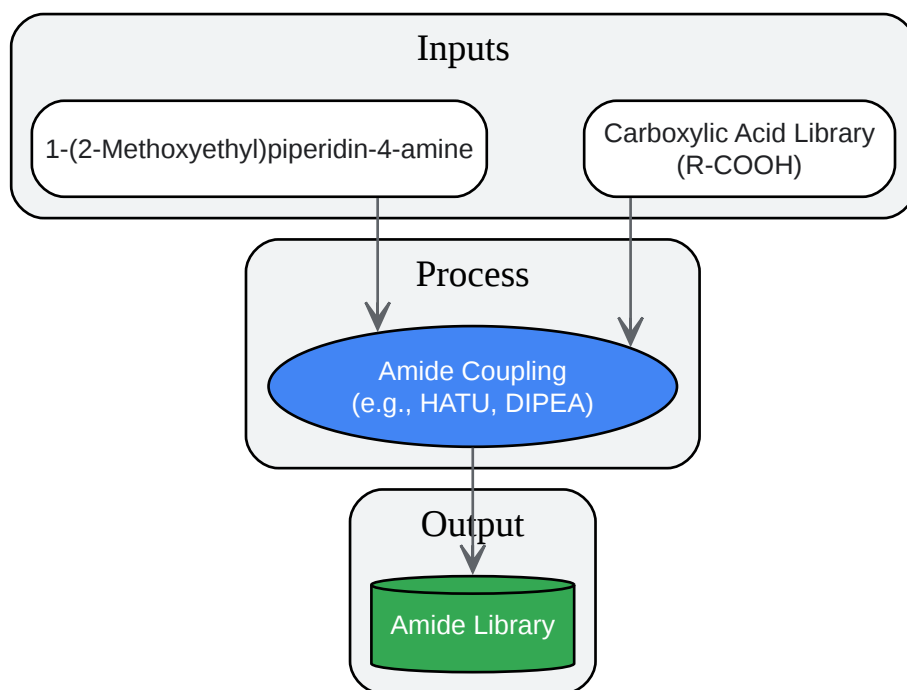 Inputs
1-(2-Methoxyethyl)piperidin-4-amine
Carboxylic Acid Library
(R-COOH)
Process
Amide Coupling
(e.g., HATU, DIPEA)
Output
Amide Library